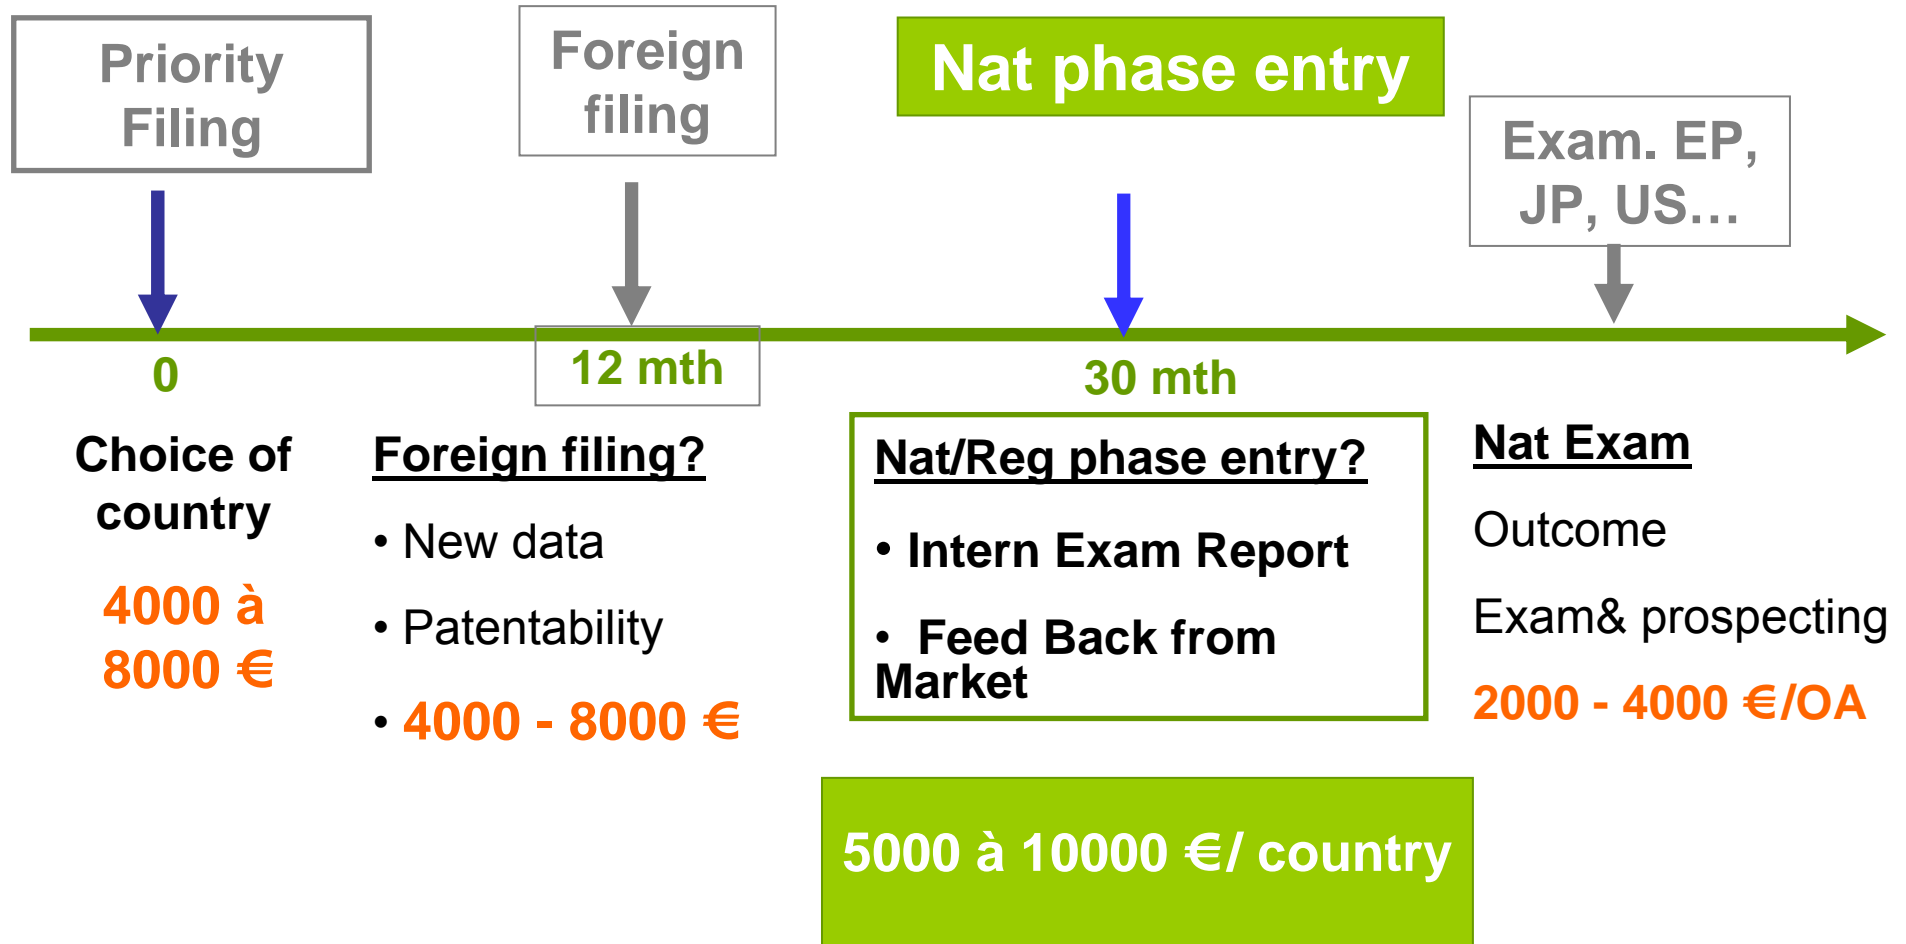 Priority
Filing
Foreign
filing
Nat phase entry
Exam. EP,
JP, US…
0
12 mth
30 mth
Choice of
country
4000 à
8000 €
Foreign filing?
• New data
• Patentability
• 4000 - 8000 €
Nat/Reg phase entry?
• Intern Exam Report
• Feed Back from
Market
5000 à 10000 €/ country
Nat Exam
Outcome
Exam& prospecting
2000 - 4000 €/OA